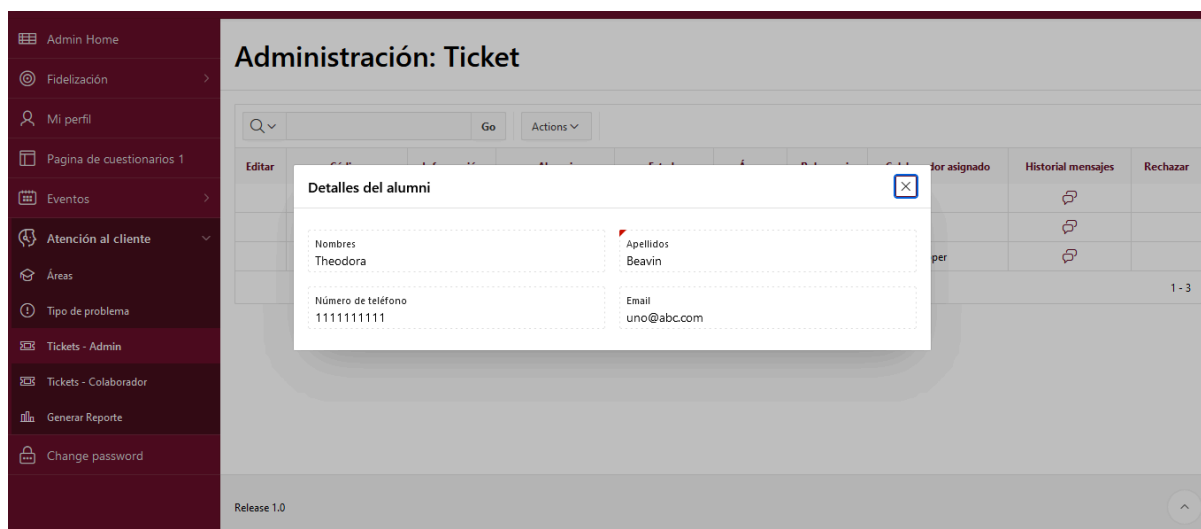 Admin Home
Fidelización
Mi perfil
Pagina de cuestionarios 1
Eventos
Atención al cliente
Áreas
Tipo de problema
Tickets - Admin
Tickets - Colaborador
Generar Reporte
Change password
Administración: Ticket
Go Actions
Editar Historial mensajes Rechazar
asignado
1 - 3
Detalles del alumni
Nombres Apellidos
Theodora Beavin
Número de teléfono Email
1111111111 uno@abc.com
Release 1.0